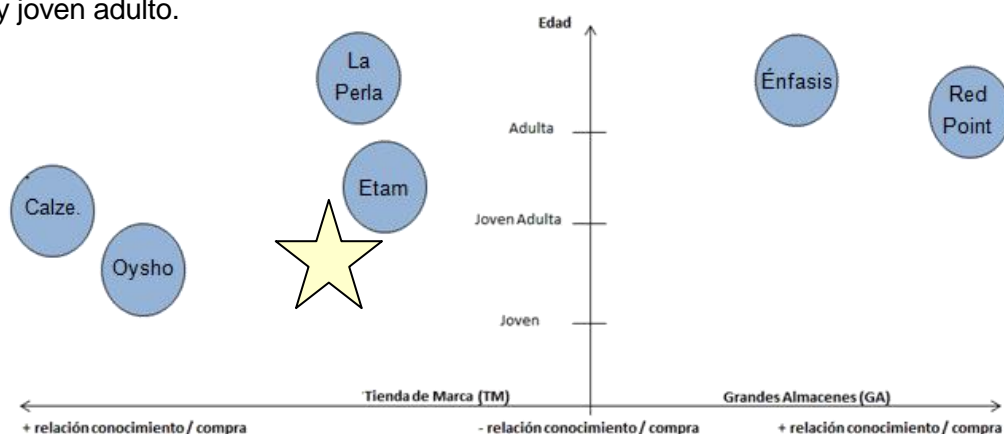 y joven adulto.
Edad
La
Perla
Énfasis
Red
Point
Adulta
Etam
Calze.
Joven Adulta
Oysho
Joven
Tienda de Marca (TM)
Grandes Almacenes (GA)
+ relación conocimiento / compra
- relación conocimiento / compra
+ relación conocimiento / compra